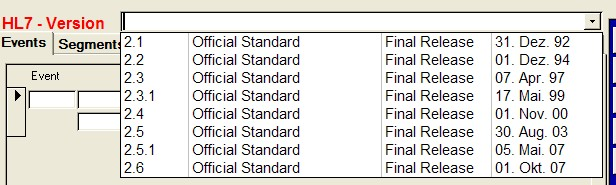 HL7 - Version
Events Segments
Event
2.1 Official Standard Final Release 31. Dez. 92
2.2 Official Standard Final Release 01. Dez. 94
2.3 Official Standard Final Release 07. Apr. 97
2.3.1 Official Standard Final Release 17. Mai. 99
2.4 Official Standard Final Release 01. Nov. 00
2.5 Official Standard Final Release 30. Aug. 03
2.5.1 Official Standard Final Release 05. Mai. 07
2.6 Official Standard Final Release 01. Okt. 07